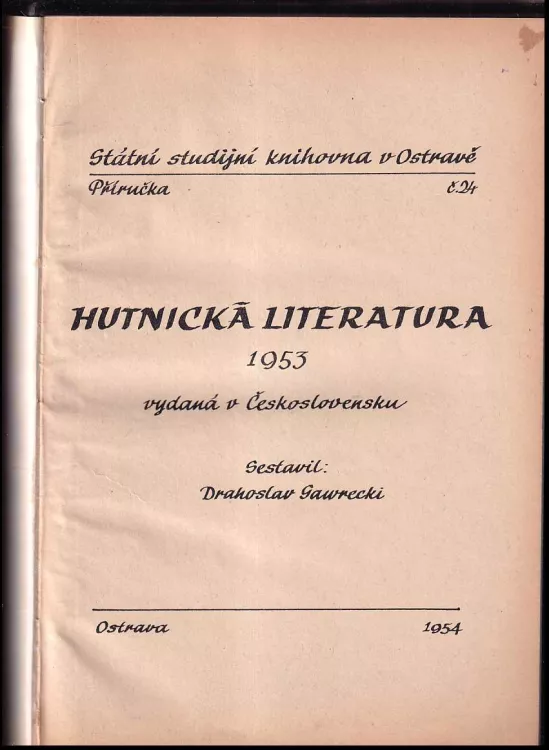 Státní studijní knihovna v Ostravě
Příručka č. 24
HUTNICKÁ LITERATURA
1953
vydaná v Československu
Sestavil:
Drahoslav Gawrecki
Ostrava 1954